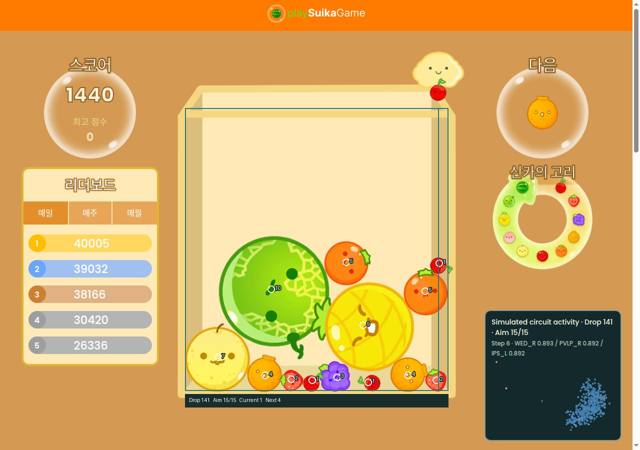 playSuikaGame
스코어
1440
최고 점수
0
리더보드
매일 매주 매월
1 40005
2 39032
3 38166
4 30420
5 26336
다음
산카의 고리
Simulated circuit activity · Drop 141
· Aim 15/15
Step 6 · WED_R 0.893 / PVLP_R 0.892 /
IPS_L 0.892
Drop 141 Aim 15/15 Current 1 Next 4